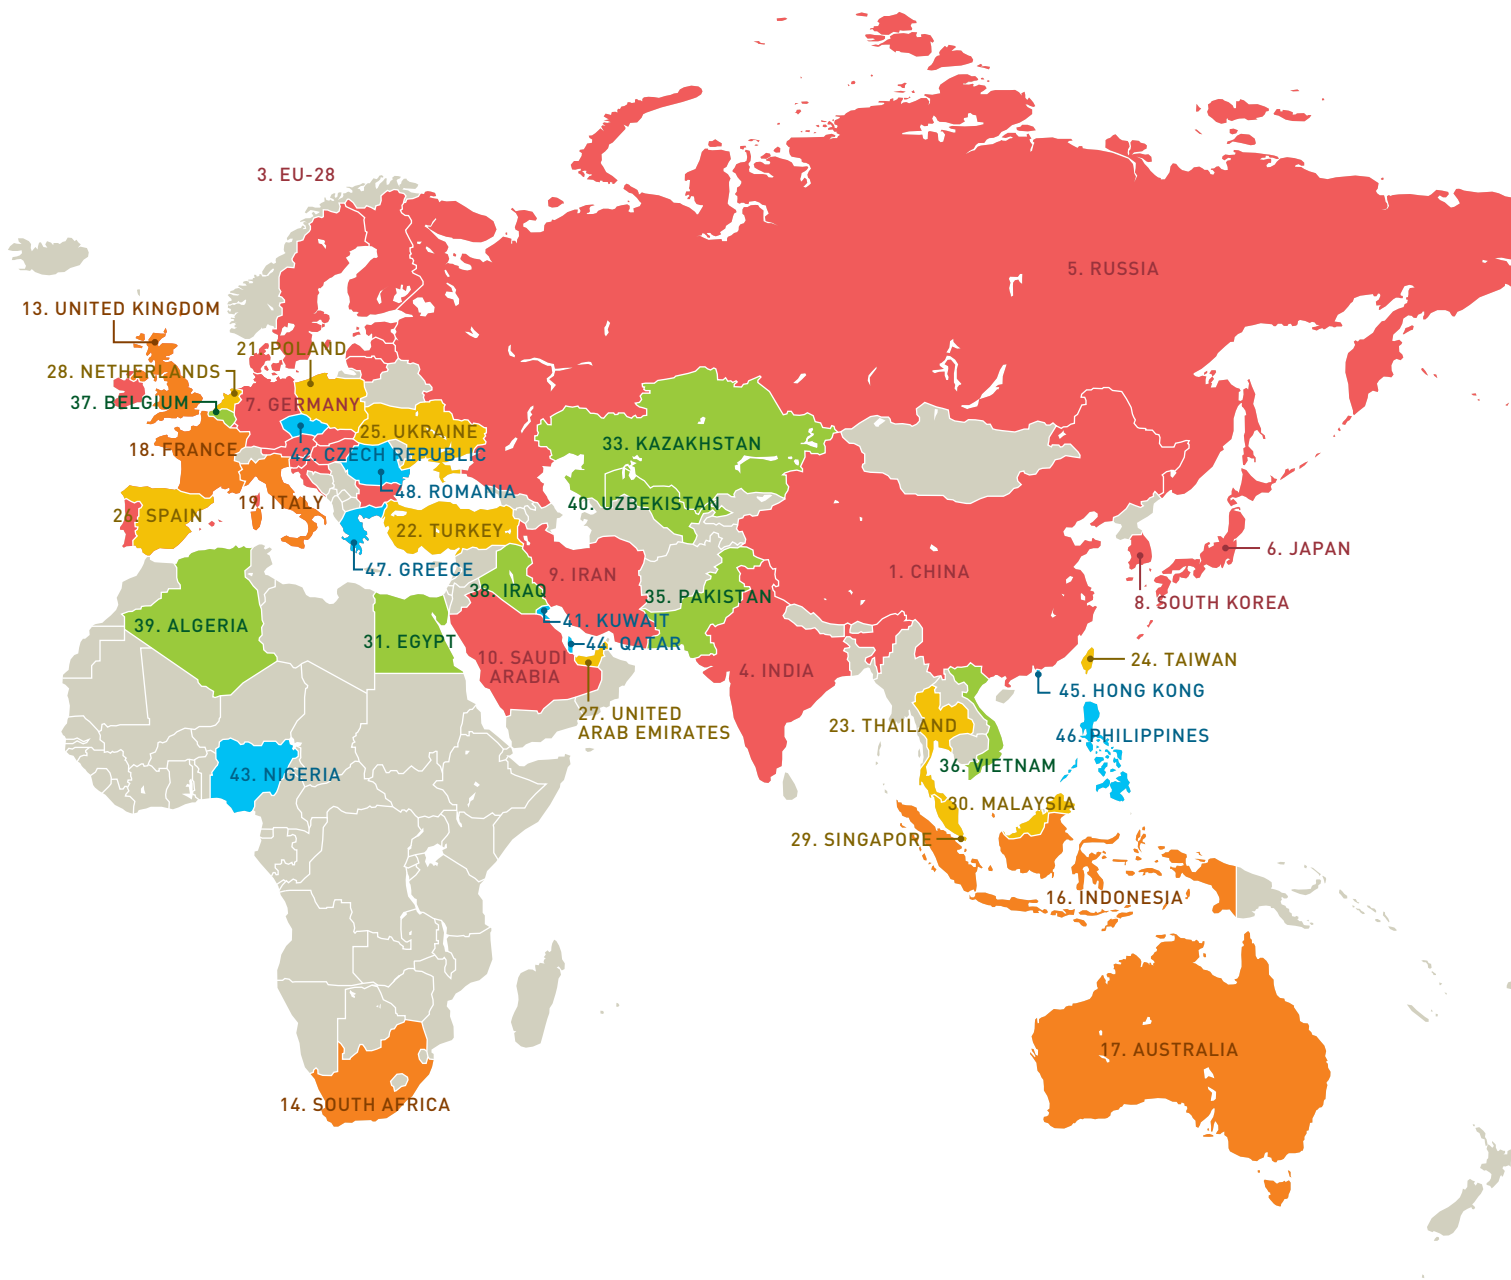 3. EU-28
5. RUSSIA
13. UNITED KINGDOM
21. POLAND
28. NETHERLANDS
37. BELGIUM
7. GERMANY
25. UKRAINE
18. FRANCE
42. CZECH REPUBLIC
33. KAZAKHSTAN
48. ROMANIA
19. ITALY
40. UZBEKISTAN
26. SPAIN
22. TURKEY
6. JAPAN
47. GREECE
9. IRAN
1. CHINA
38. IRAQ
35. PAKISTAN
8. SOUTH KOREA
41. KUWAIT
39. ALGERIA
31. EGYPT
44. QATAR
10. SAUDI
ARABIA
4. INDIA
24. TAIWAN
45. HONG KONG
27. UNITED
ARAB EMIRATES
23. THAILAND
46. PHILIPPINES
36. VIETNAM
43. NIGERIA
30. MALAYSIA
29. SINGAPORE
16. INDONESIA
17. AUSTRALIA
14. SOUTH AFRICA